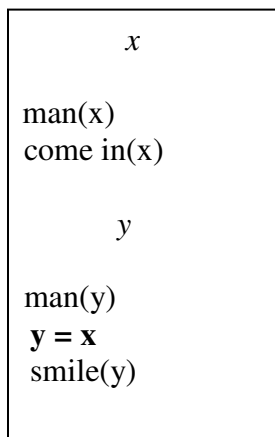 x
man(x)
come in(x)
y
man(y)
y = x
smile(y)